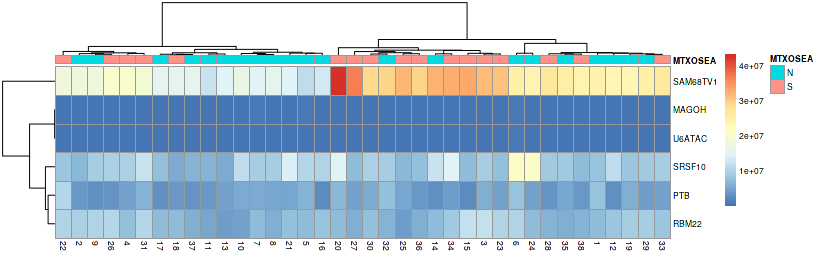 MTXOSEA
SAM68TV1
MAGOH
U6ATAC
SRSF10
PTB
RBM22
22 2 9 26 4 31 17 18 37 11 13 10 7 8 21 5 16 20 27 30 32 25 36 14 34 15 3 23 6 24 28 35 38 1 12 19 29 33
4e+07
3e+07
2e+07
1e+07
MTXOSEA
N
S